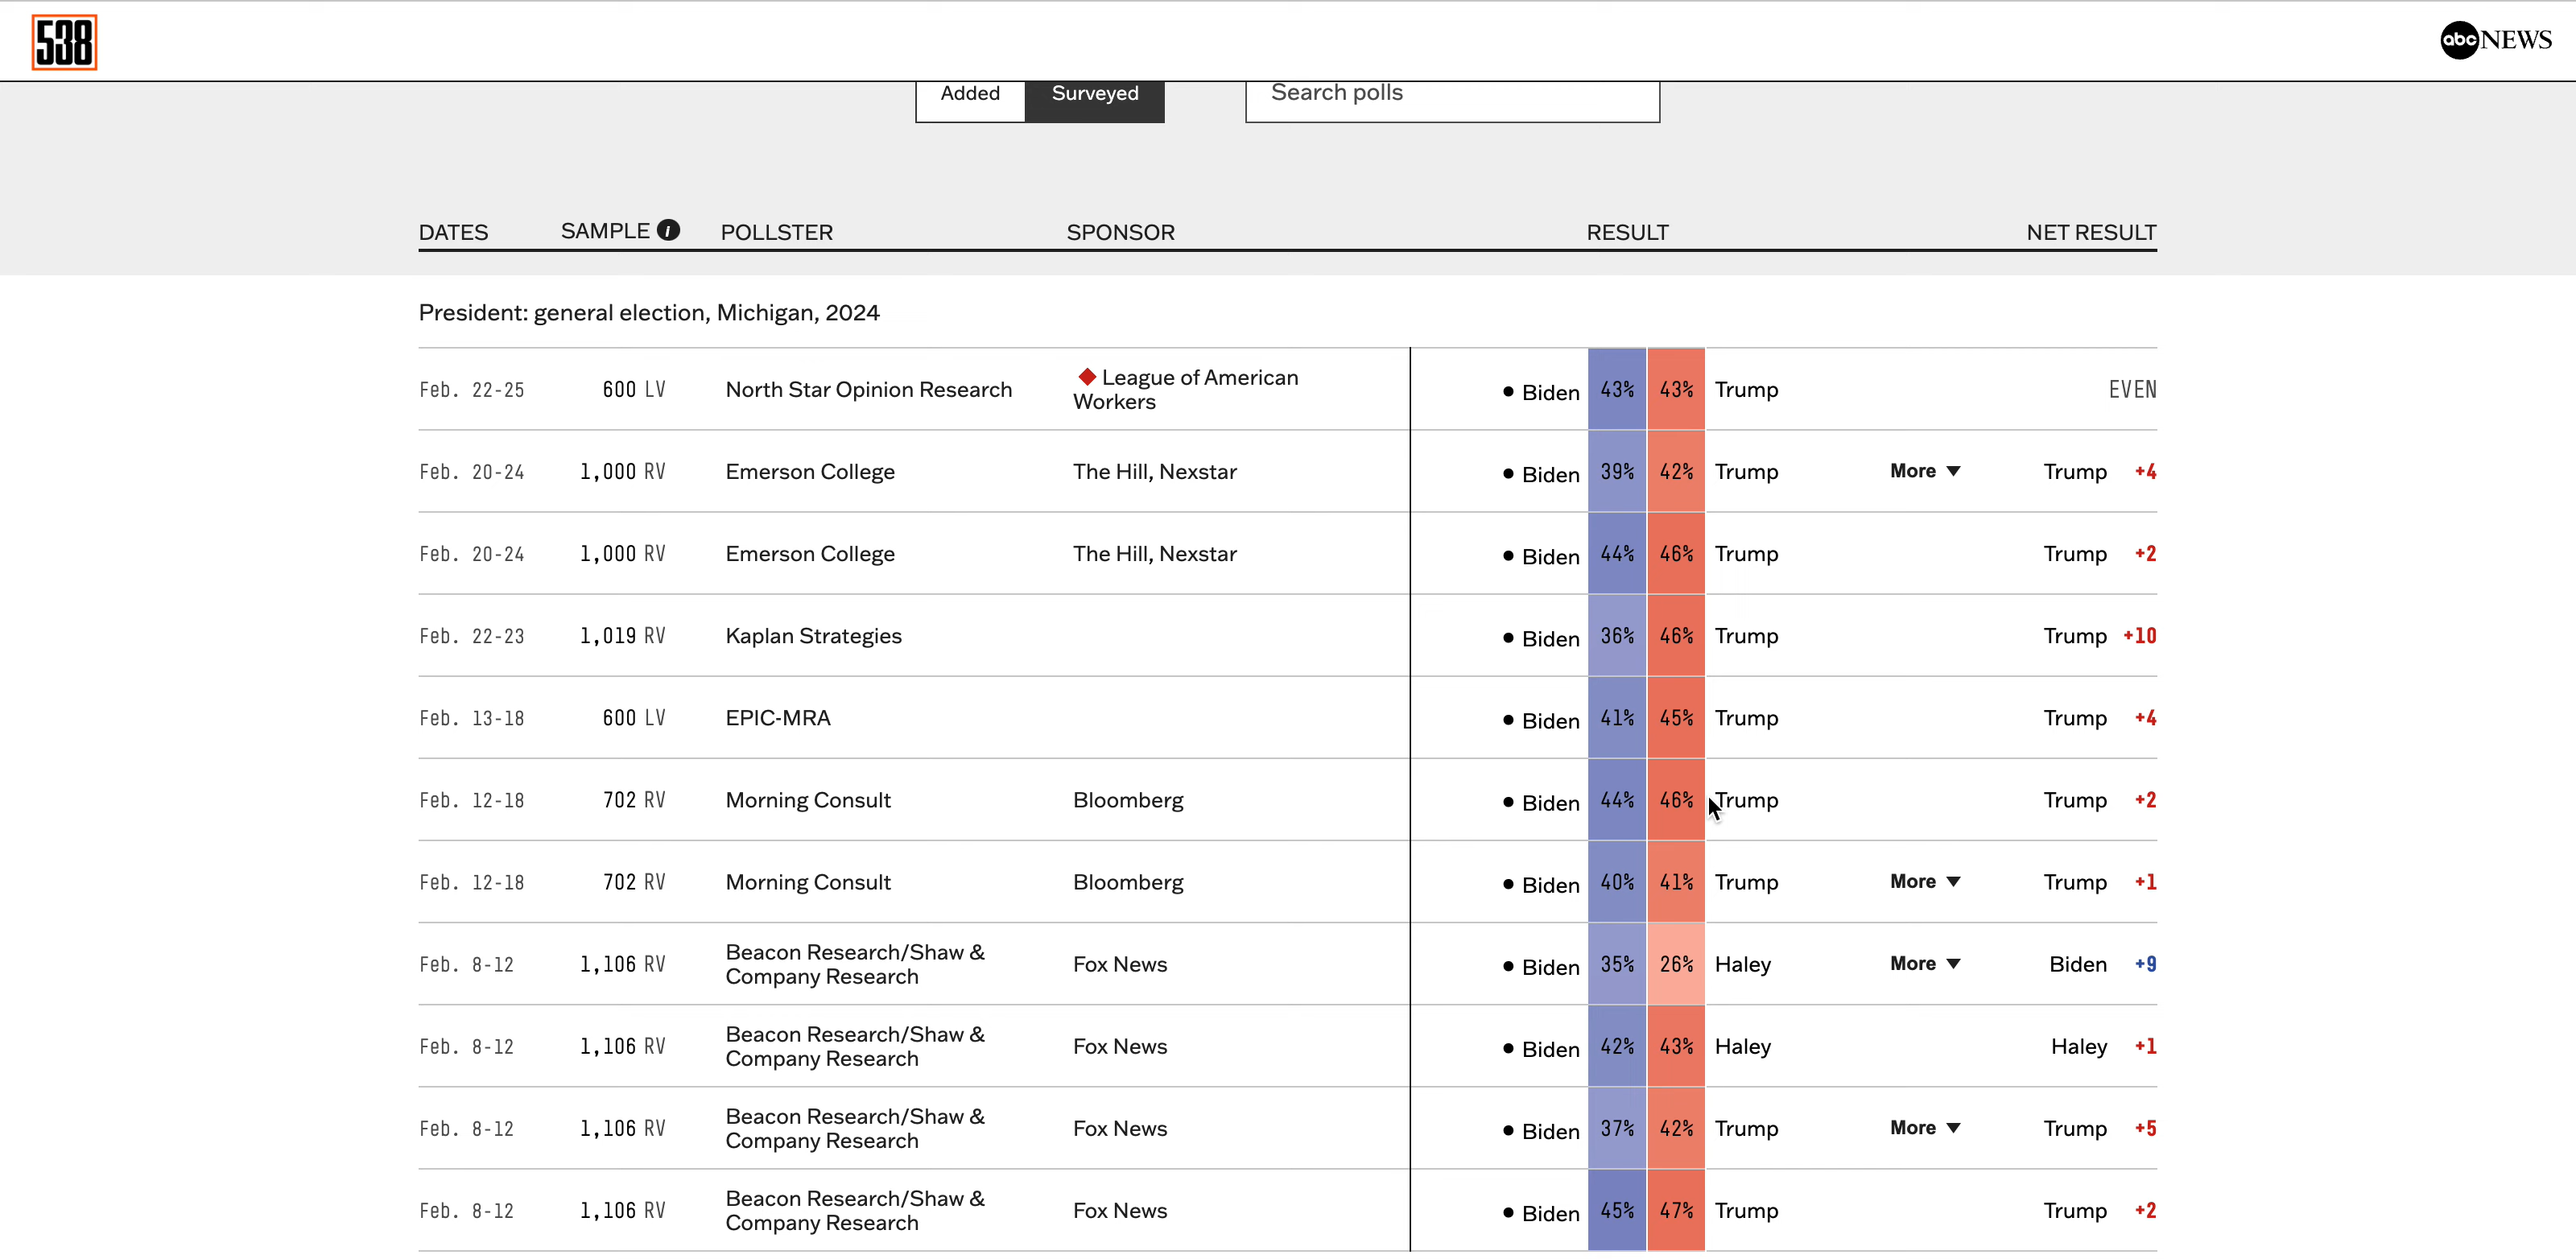 538
abc NEWS
Added Surveyed Search polls
DATES SAMPLE i POLLSTER SPONSOR RESULT NET RESULT
President: general election, Michigan, 2024
Feb. 22-25 600 LV North Star Opinion Research League of American Workers Biden 43% 43% Trump EVEN
Feb. 20-24 1,000 RV Emerson College The Hill, Nexstar Biden 39% 42% Trump More Trump +4
Feb. 20-24 1,000 RV Emerson College The Hill, Nexstar Biden 44% 46% Trump Trump +2
Feb. 22-23 1,019 RV Kaplan Strategies Biden 36% 46% Trump Trump +10
Feb. 13-18 600 LV EPIC-MRA Biden 41% 45% Trump Trump +4
Feb. 12-18 702 RV Morning Consult Bloomberg Biden 44% 46% Trump Trump +2
Feb. 12-18 702 RV Morning Consult Bloomberg Biden 40% 41% Trump More Trump +1
Feb. 8-12 1,106 RV Beacon Research/Shaw & Company Research Fox News Biden 35% 26% Haley More Biden +9
Feb. 8-12 1,106 RV Beacon Research/Shaw & Company Research Fox News Biden 42% 43% Haley Haley +1
Feb. 8-12 1,106 RV Beacon Research/Shaw & Company Research Fox News Biden 37% 42% Trump More Trump +5
Feb. 8-12 1,106 RV Beacon Research/Shaw & Company Research Fox News Biden 45% 47% Trump Trump +2